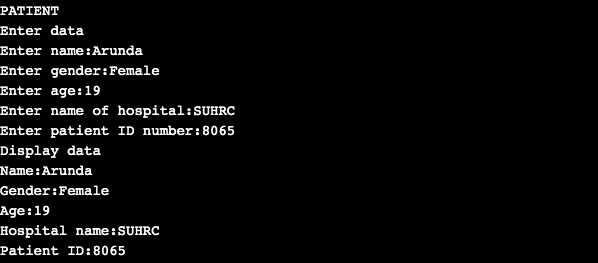 PATIENT
Enter data
Enter name:Arunda
Enter gender:Female
Enter age:19
Enter name of hospital:SUHRC
Enter patient ID number:8065
Display data
Name:Arunda
Gender:Female
Age:19
Hospital name:SUHRC
Patient ID:8065